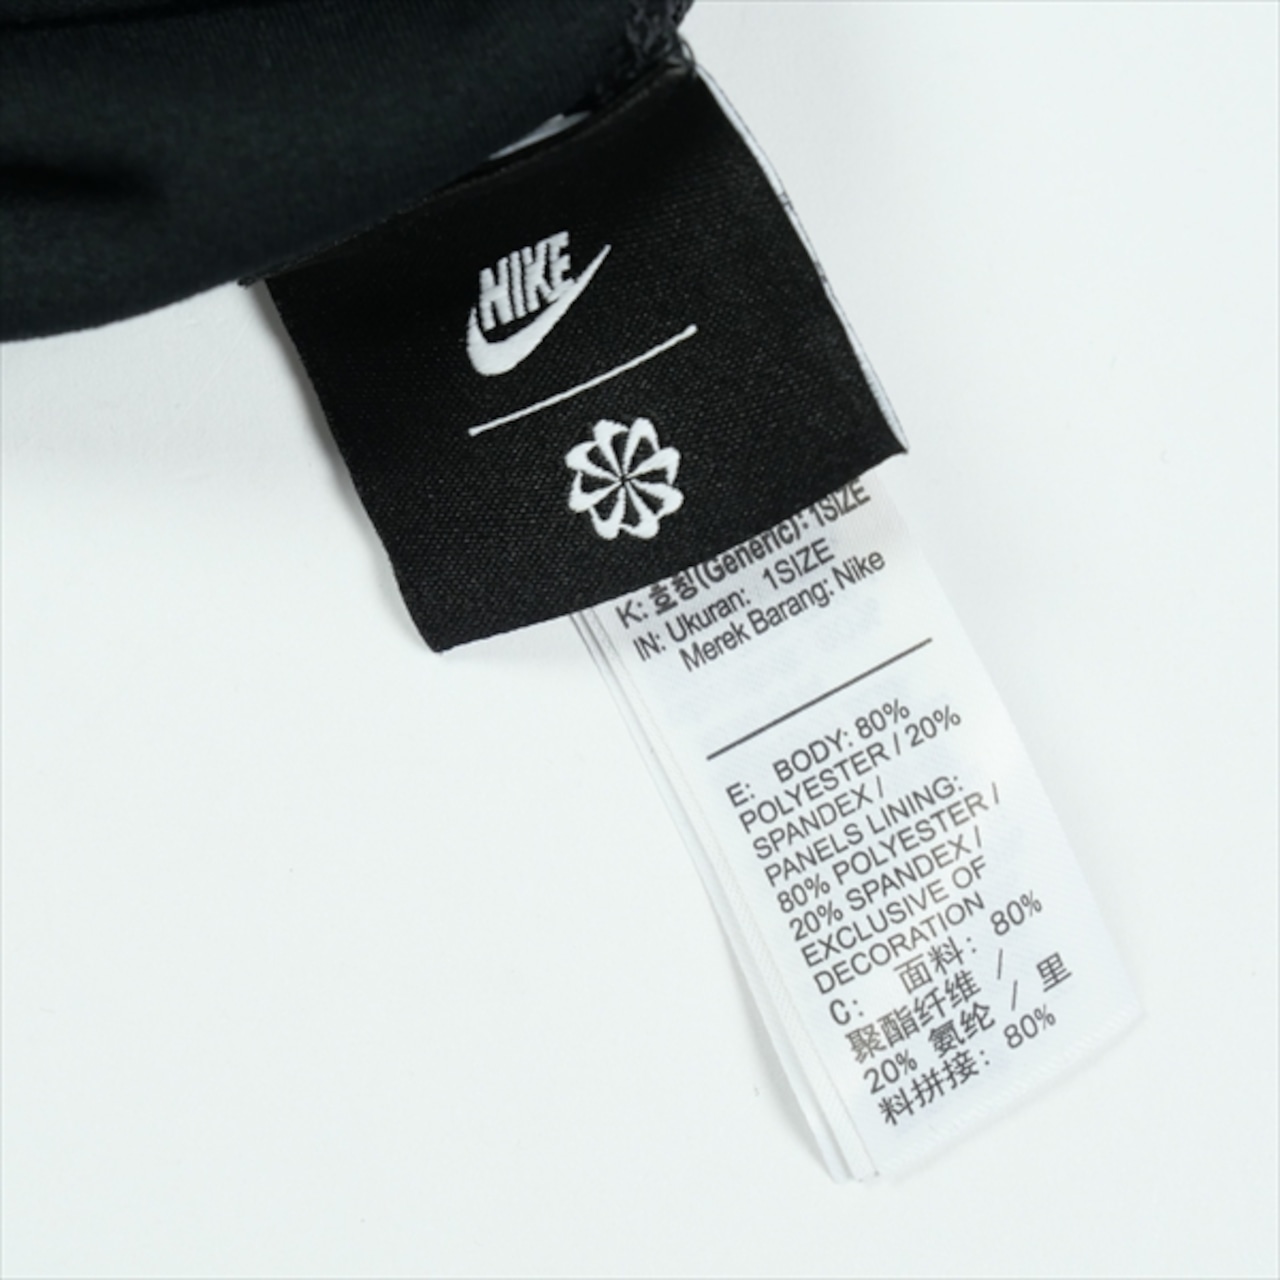 NIKE
K: 호칭(Generic): 1SIZE
IN: Ukuran: 1SIZE
Merek Barang: Nike
E: BODY: 80%
POLYESTER / 20%
SPANDEX /
PANELS LINING:
80% POLYESTER /
20% SPANDEX /
EXCLUSIVE OF
DECORATION
C: 面料: 80%
聚酯纤维 /
20% 氨纶 / 里
料拼接: 80%